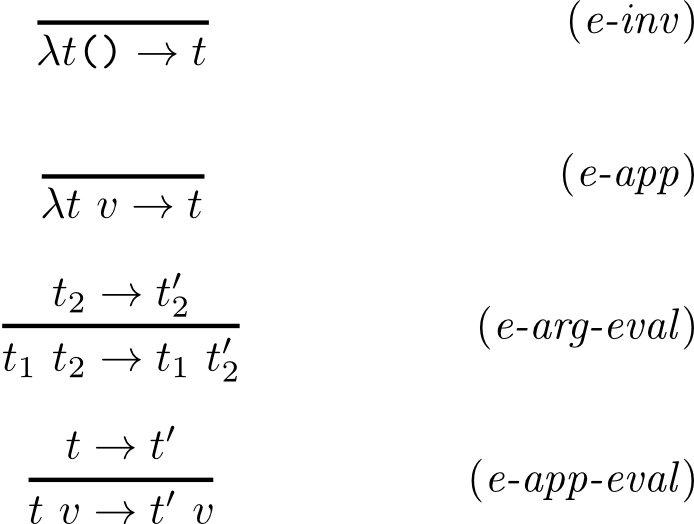 λt() → t (e-inv)
λt v → t (e-app)
t₂ → t′₂
t₁ t₂ → t₁ t′₂ (e-arg-eval)
t → t′
t v → t′ v (e-app-eval)